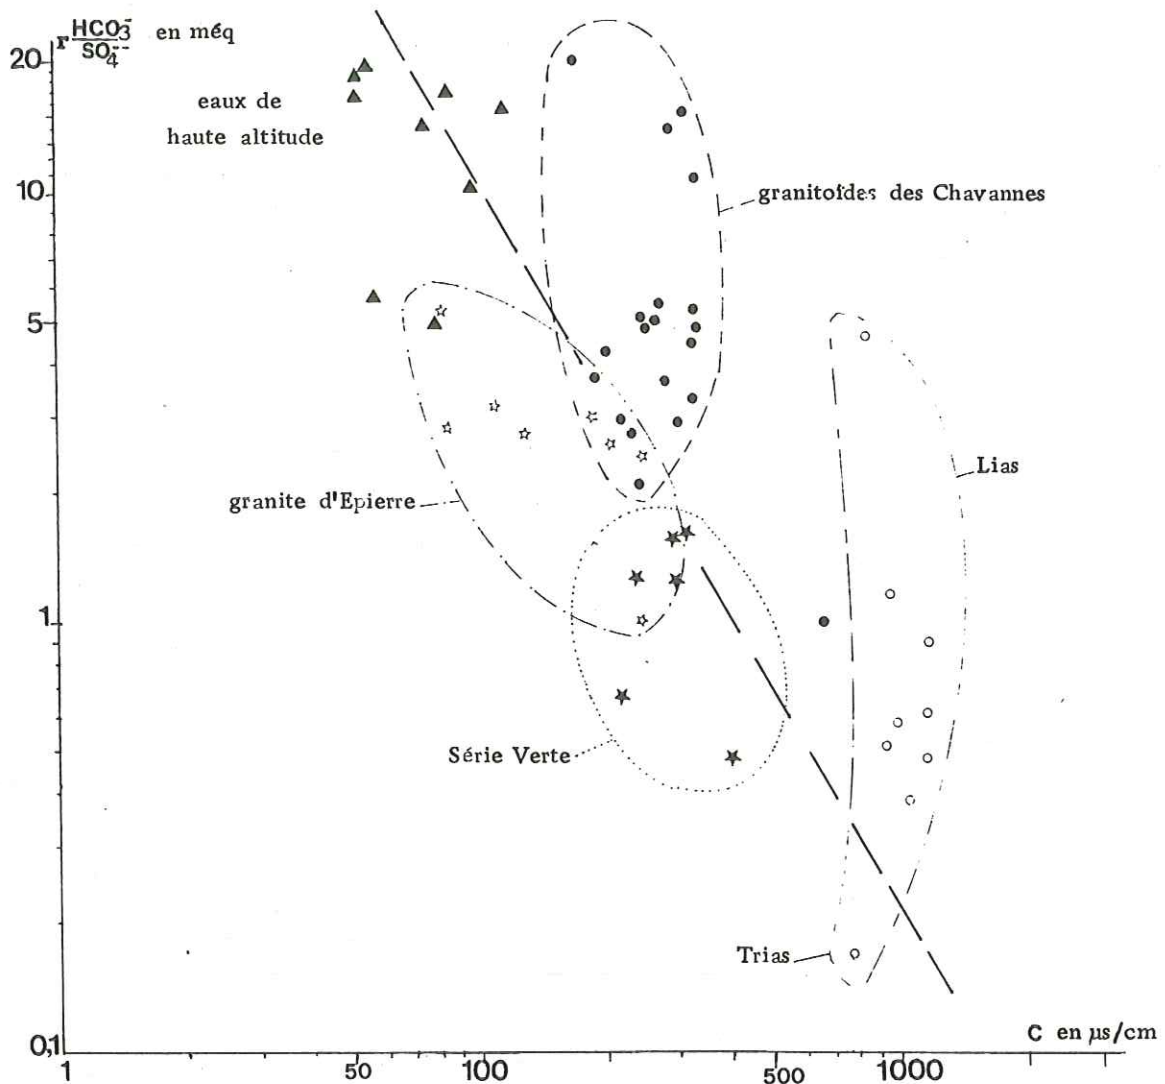 r HCO3- en méq
SO4--
20
eaux de
haute altitude
10
granitoïdes des Chavannes
5
Lias
granite d'Epierre
1
Série Verte
Trias
C en µs/cm
0,1
1 50 100 500 1000